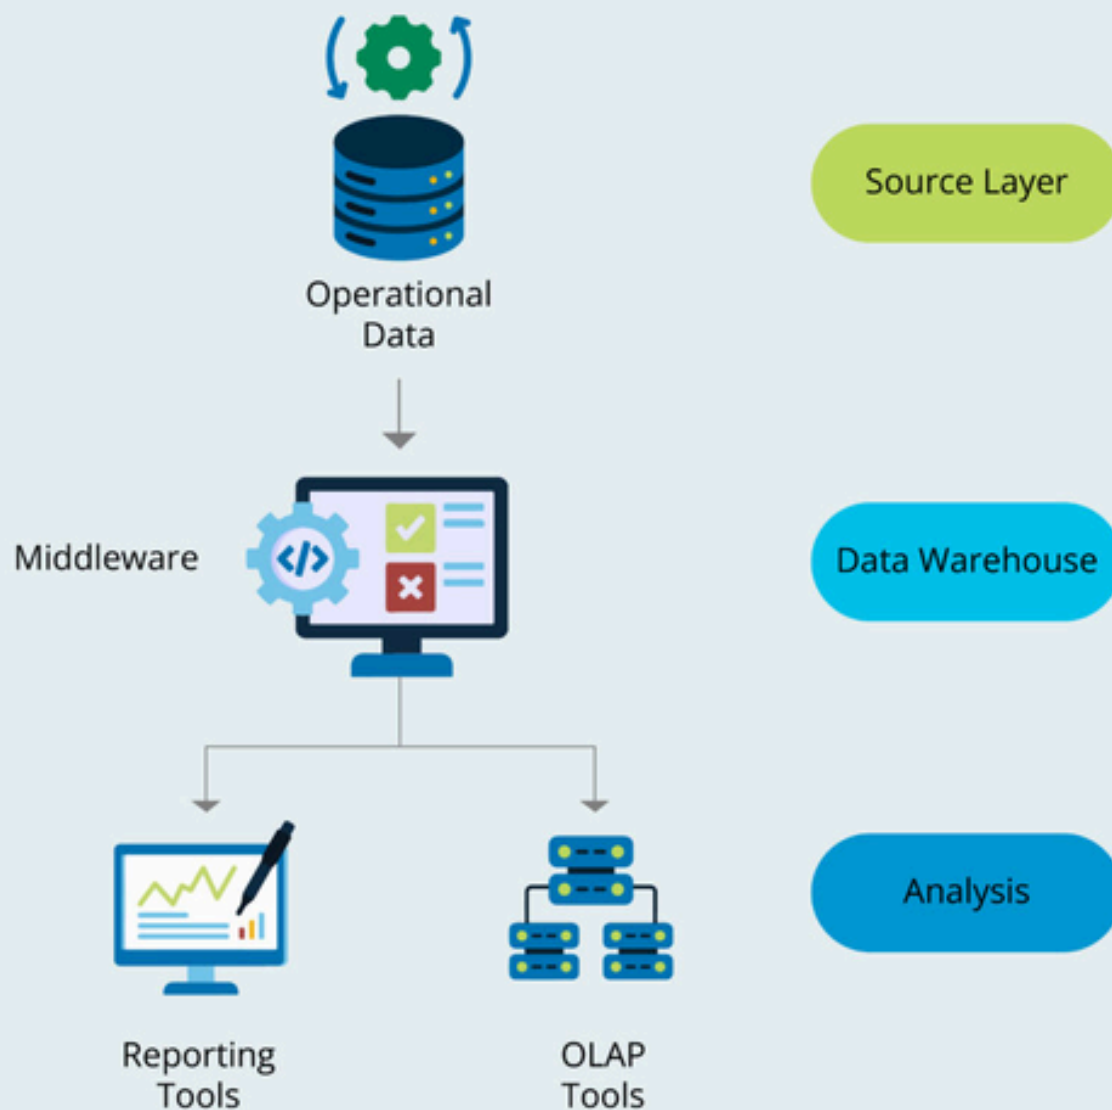 Source Layer
Operational
Data
Middleware
</>
Data Warehouse
Analysis
Reporting
Tools
OLAP
Tools